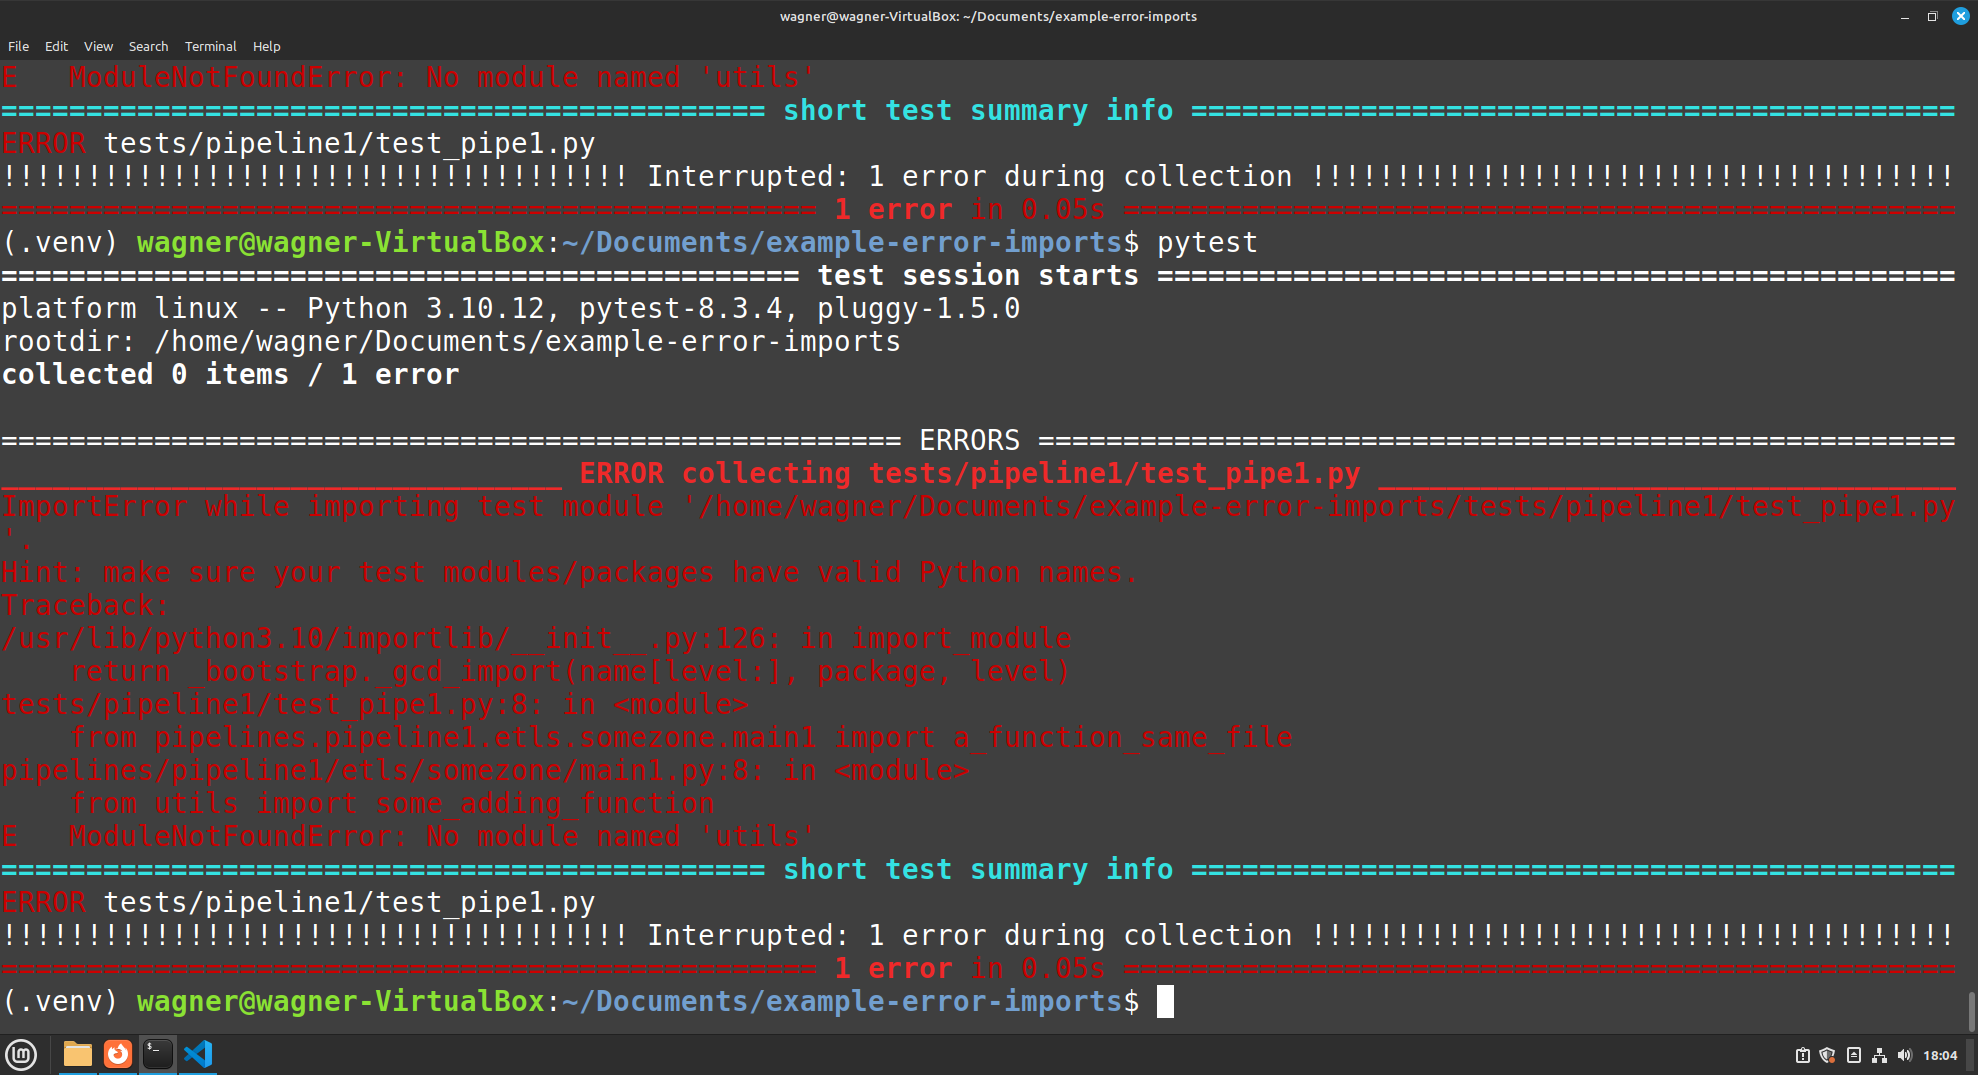 wagner@wagner-VirtualBox: ~/Documents/example-error-imports
File Edit View Search Terminal Help
E   ModuleNotFoundError: No module named 'utils'
============================================= short test summary info =============================================
ERROR tests/pipeline1/test_pipe1.py
!!!!!!!!!!!!!!!!!!!!!!!!!!!!!!!!!!!!! Interrupted: 1 error during collection !!!!!!!!!!!!!!!!!!!!!!!!!!!!!!!!!!!!!!
================================================ 1 error in 0.05s =================================================
(.venv) wagner@wagner-VirtualBox:~/Documents/example-error-imports$ pytest
=============================================== test session starts ===============================================
platform linux -- Python 3.10.12, pytest-8.3.4, pluggy-1.5.0
rootdir: /home/wagner/Documents/example-error-imports
collected 0 items / 1 error
===================================================== ERRORS ======================================================
_________________________________ ERROR collecting tests/pipeline1/test_pipe1.py __________________________________
ImportError while importing test module '/home/wagner/Documents/example-error-imports/tests/pipeline1/test_pipe1.py
'.
Hint: make sure your test modules/packages have valid Python names.
Traceback:
/usr/lib/python3.10/importlib/__init__.py:126: in import_module
    return _bootstrap._gcd_import(name[level:], package, level)
tests/pipeline1/test_pipe1.py:8: in <module>
    from pipelines.pipeline1.etls.somezone.main1 import a_function_same_file
pipelines/pipeline1/etls/somezone/main1.py:8: in <module>
    from utils import some_adding_function
E   ModuleNotFoundError: No module named 'utils'
============================================= short test summary info =============================================
ERROR tests/pipeline1/test_pipe1.py
!!!!!!!!!!!!!!!!!!!!!!!!!!!!!!!!!!!!! Interrupted: 1 error during collection !!!!!!!!!!!!!!!!!!!!!!!!!!!!!!!!!!!!!!
================================================ 1 error in 0.05s =================================================
(.venv) wagner@wagner-VirtualBox:~/Documents/example-error-imports$
18:04